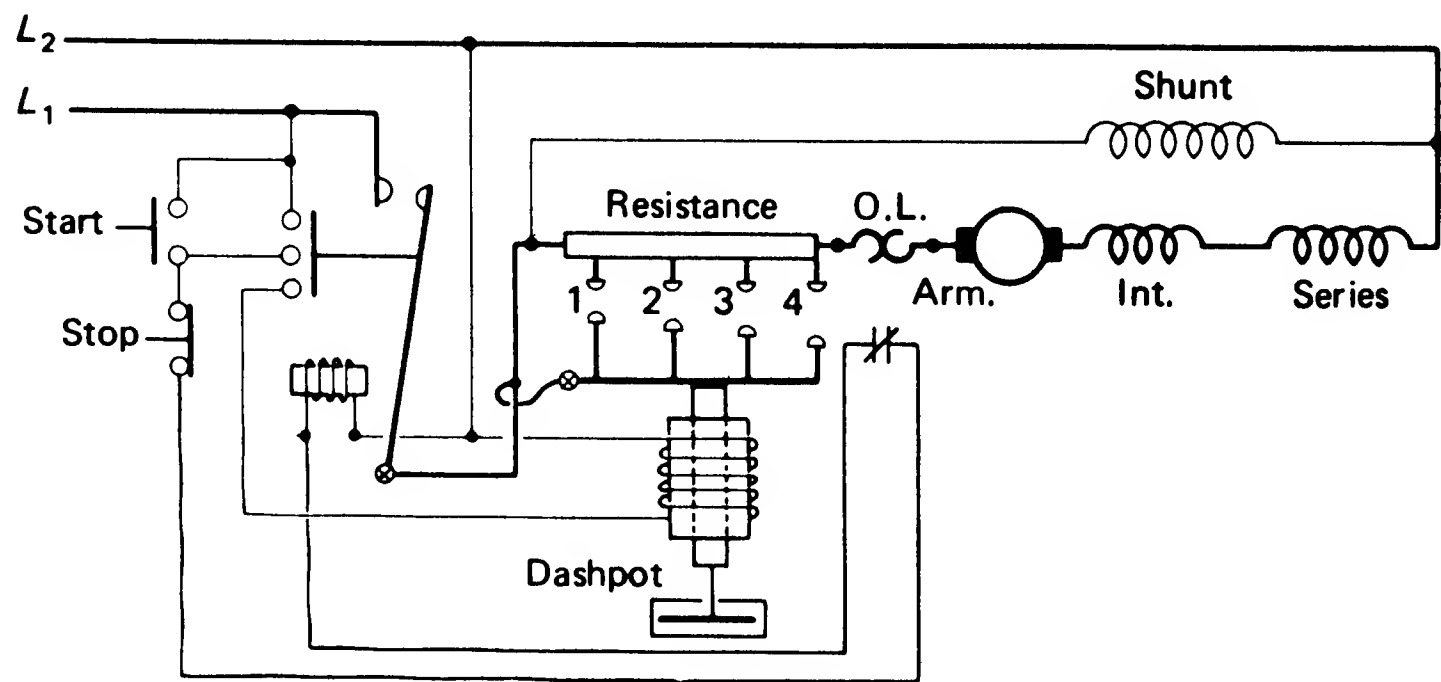 L2
Shunt
L1
Start
Resistance
O.L.
1
2
3
4
Arm.
Int.
Series
Stop
Dashpot